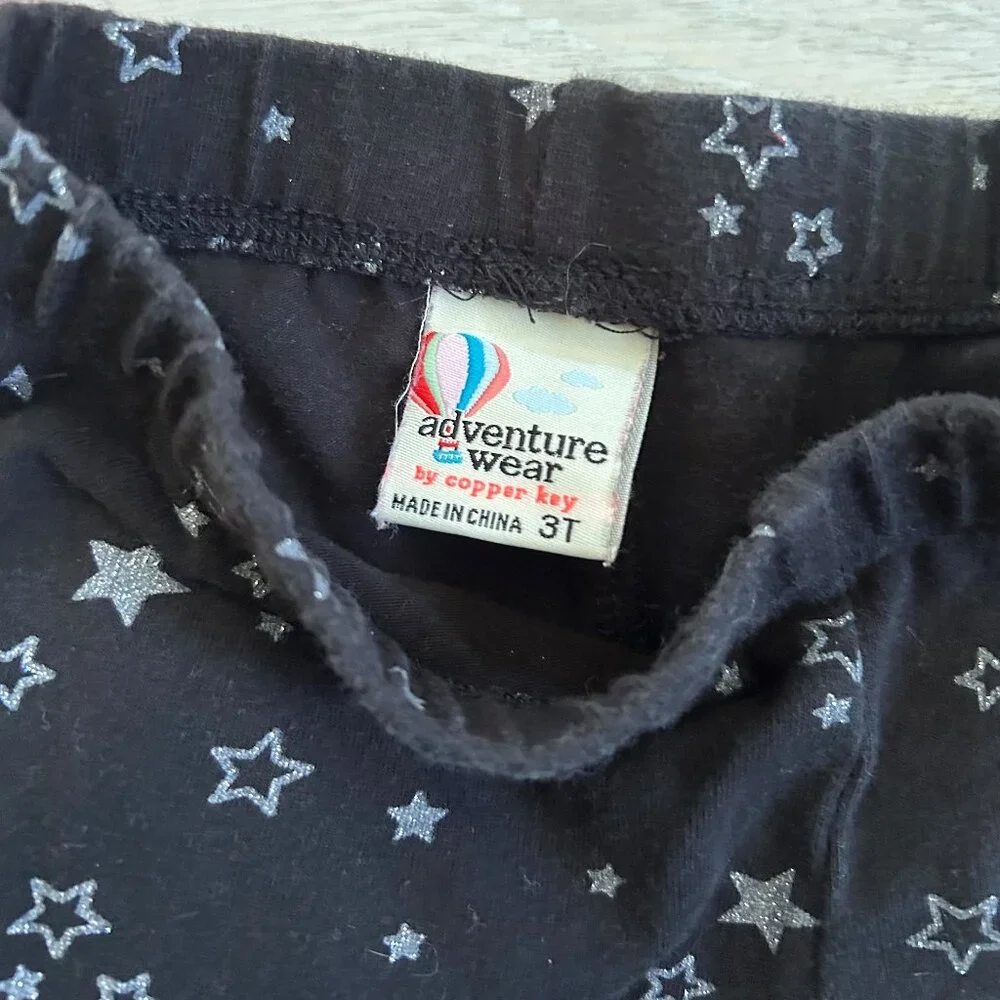 adventure
wear
by copper key
MADE IN CHINA 3T